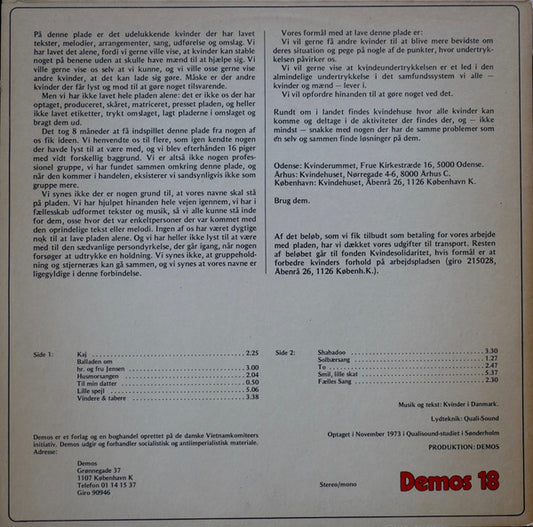 På denne plade er det udelukkende kvinder der har lavet
tekster, melodier, arrangementer, sang, udførelse og omslag. Vi
har lavet det alene, fordi vi gerne ville vise, at kvinder kan stable
noget på benene uden at skulle have mænd til at hjælpe sig. Vi
ville gerne vise os selv at vi kunne, og vi ville osse gerne vise
andre kvinder, at det kan lade sig gøre. Måske er der andre
kvinder der får lyst og mod til at gøre noget tilsvarende.
Men vi har ikke lavet hele pladen alene: det er ikke os der har
optaget, produceret, skåret, matriceret, presset pladen, og heller
ikke lavet etiketter, trykt omslaget, lagt pladerne i omslaget og
bragt dem ud.
Det tog 8 måneder at få indspillet denne plade fra nogen af
os fik ideen. Vi henvendte os til flere, som igen kendte nogen
der havde lyst til at være med, og vi blev efterhånden 16 piger
med vidt forskellig baggrund. Vi er altså ikke nogen profes-
sionel gruppe, vi har fundet sammen omkring denne plade, og
når den kommer i handelen, eksisterer vi sandsynligvis ikke som
gruppe mere.
Vi synes ikke der er nogen grund til, at vores navne skal stå
på pladen. Vi har hjulpet hinanden hele vejen igennem, vi har i
fællesskab udformet tekster og musik, så vi alle kunne stå inde
for dem, osse hvor det var enkeltpersoner der var kommet med
den oprindelige tekst eller melodi. Ingen af os har været dygtige
nok til at lave pladen alene. Og vi har heller ikke lyst til at være
med til den sædvanlige persondyrkelse, der går igang, når nogen
forsøger at udtrykke en holdning. Vi synes ikke, at gruppehold-
ning og stjerneræs kan gå sammen, og vi synes at vores navne er
ligegyldige i denne forbindelse.
Vores formål med at lave denne plade er:
Vi vil gerne få andre kvinder til at blive mere bevidste om
deres situation og pege på nogle af de punkter, hvor undertryk-
kelsen påvirker os.
Vi vil gerne vise at kvindeundertrykkelsen er et led i den
almindelige undertrykkelse i det samfundssystem vi alle —
kvinder og mænd — lever i.
Vi vil opfordre hinanden til at gøre noget ved det.
Rundt om i landet findes kvindehuse hvor alle kvinder kan
komme og deltage i de aktiviteter der findes der, og — ikke
mindst — snakke med nogen der har de samme problemer som
én selv og sammen finde løsninger på dem.
Odense: Kvinderummet, Frue Kirkestræde 16, 5000 Odense.
Århus: Kvindehuset, Nørregade 4-6, 8000 Århus C.
København: Kvindehuset, Åbenrå 26, 1126 København K.
Brug dem.
Af det beløb, som vi fik tilbudt som betaling for vores arbejde
med pladen, har vi dækket vores udgifter til transport. Resten
af beløbet går til fonden Kvindesolidaritet, hvis formål er at
forbedre kvinders forhold på arbejdspladsen (giro 215028,
Åbenrå 26, 1126 Københ.K.).
Side 1:
Kaj 2.25
Balladen om
hr. og fru Jensen 3.00
Husmorsangen 2.04
Til min datter 0.50
Lille spejl 5.06
Vindere & tabere 3.38
Side 2:
Shabadoo 3.30
Solbærsang 1.27
To 2.47
Smil, lille skat 5.37
Fælles Sang 2.30
Musik og tekst: Kvinder i Danmark.
Lydteknik: Quali-Sound
Optaget i November 1973 i Qualisound-studiet i Sønderholm
PRODUKTION: DEMOS
Demos er et forlag og en boghandel oprettet på de danske Vietnamkomiteers
initiativ. Demos udgir og forhandler socialistisk og antiimperialistisk materiale.
Adresse:
Demos
Grønnegade 37
1107 København K
Telefon 01 14 15 37
Giro 90946
Stereo/mono
Demos 18